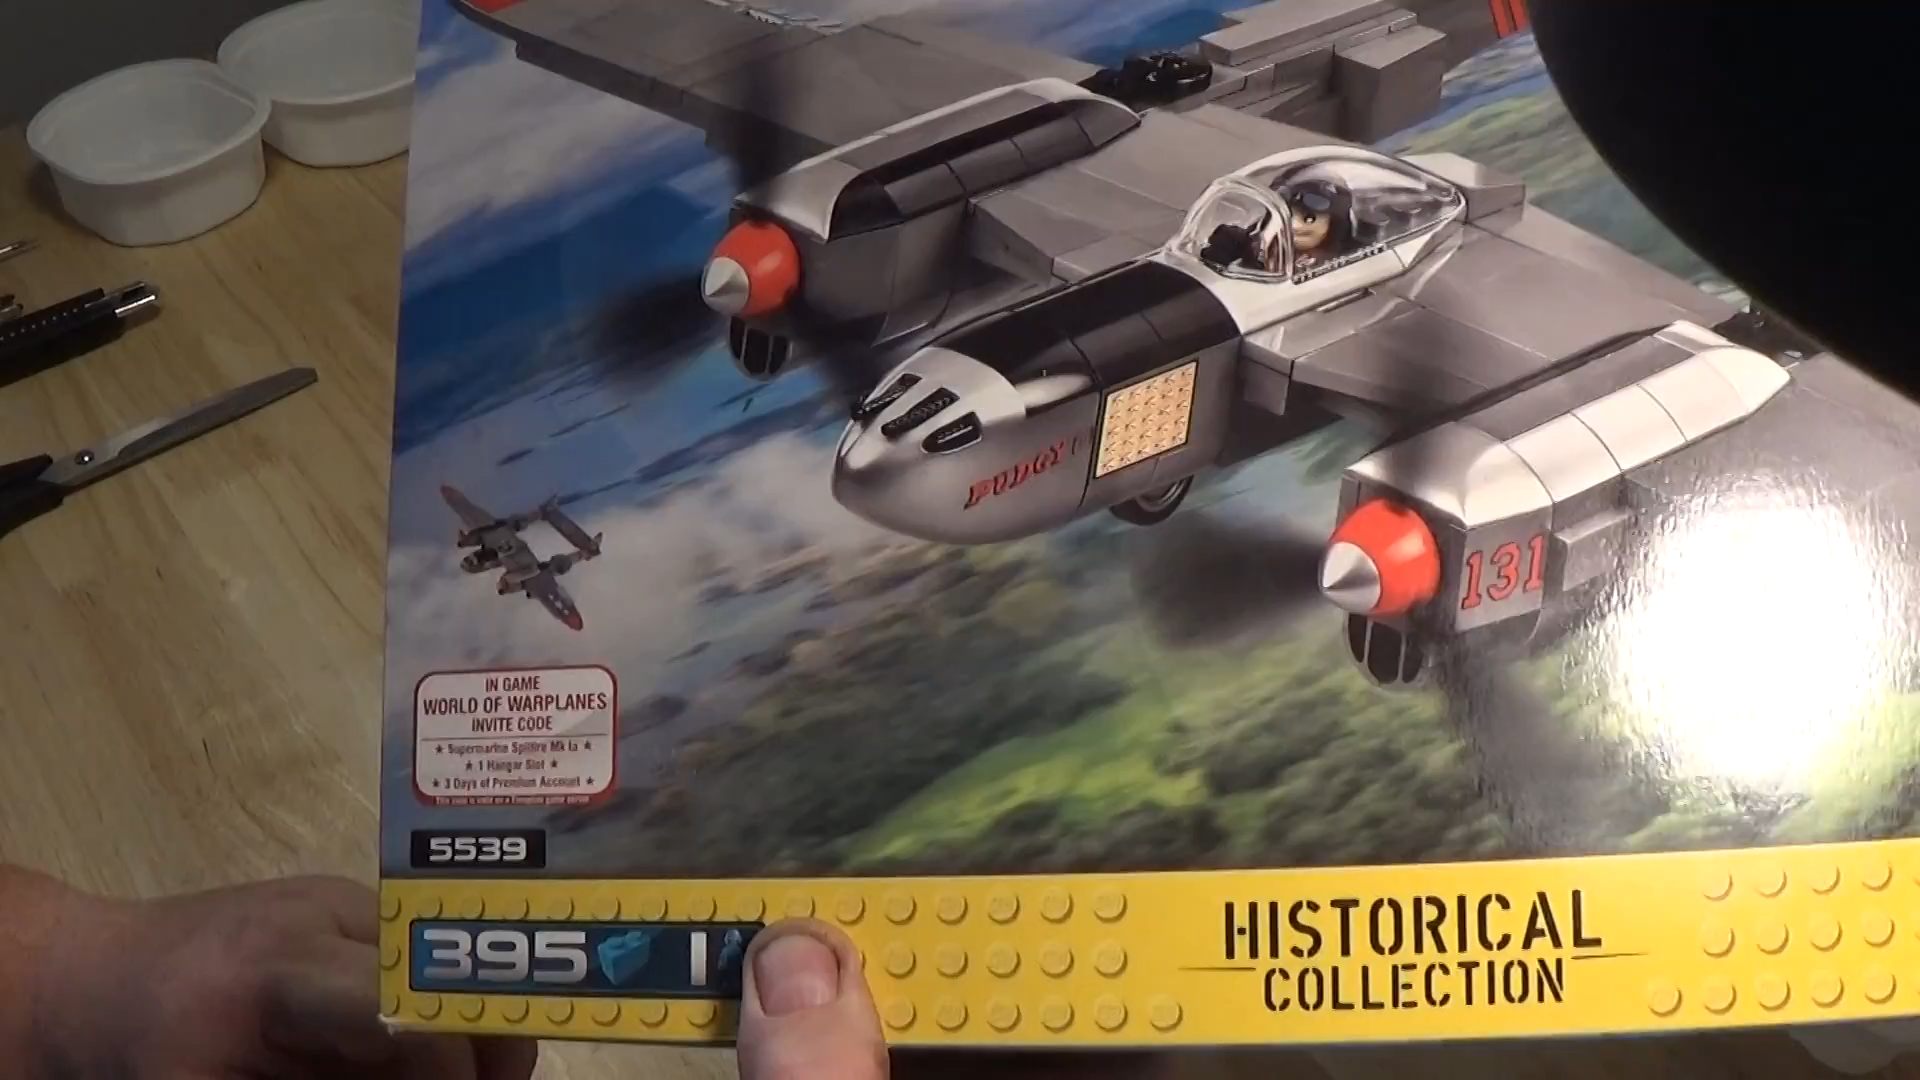 PUDGY
131
IN GAME
WORLD OF WARPLANES
INVITE CODE
★ Supermarine Spitfire Mk Ia ★
★ 1 Hangar Slot ★
★ 3 Days of Premium Account ★
5539
395 1
HISTORICAL
COLLECTION